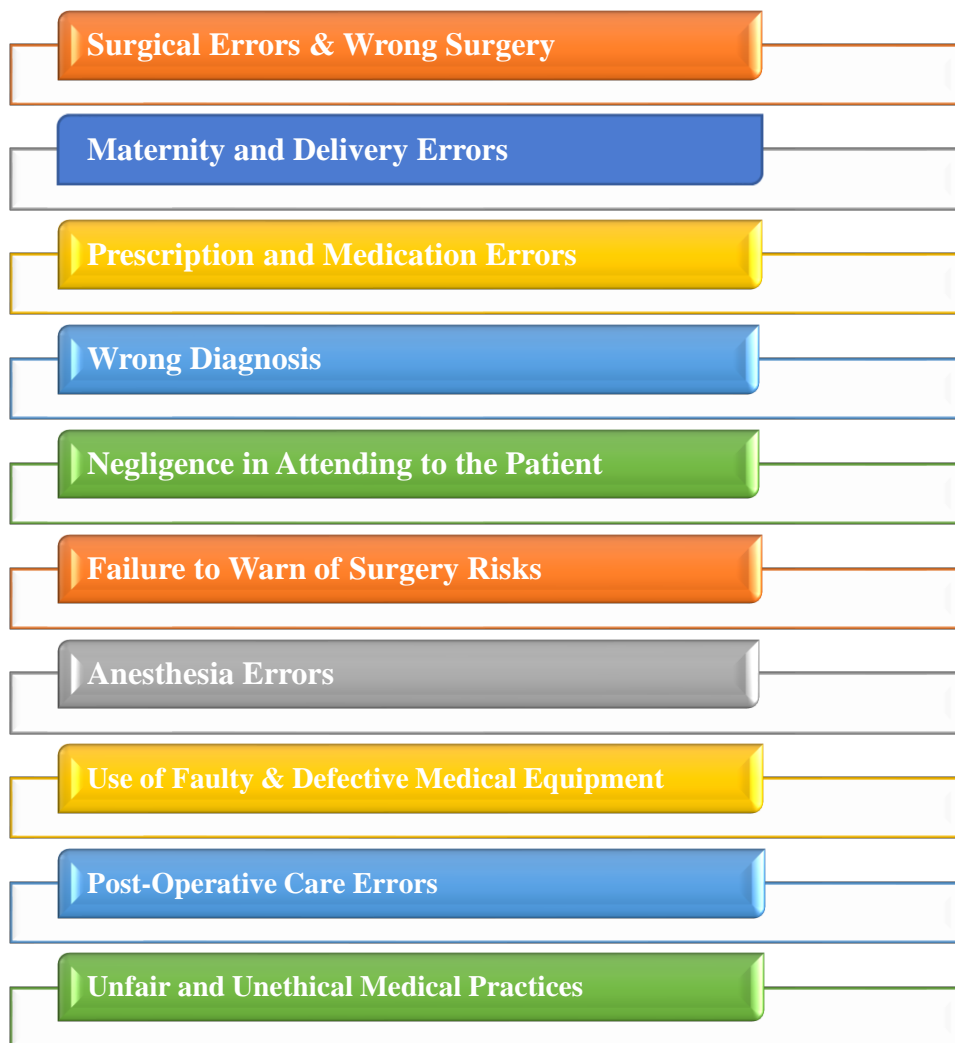 Surgical Errors & Wrong Surgery
Maternity and Delivery Errors
Prescription and Medication Errors
Wrong Diagnosis
Negligence in Attending to the Patient
Failure to Warn of Surgery Risks
Anesthesia Errors
Use of Faulty & Defective Medical Equipment
Post-Operative Care Errors
Unfair and Unethical Medical Practices